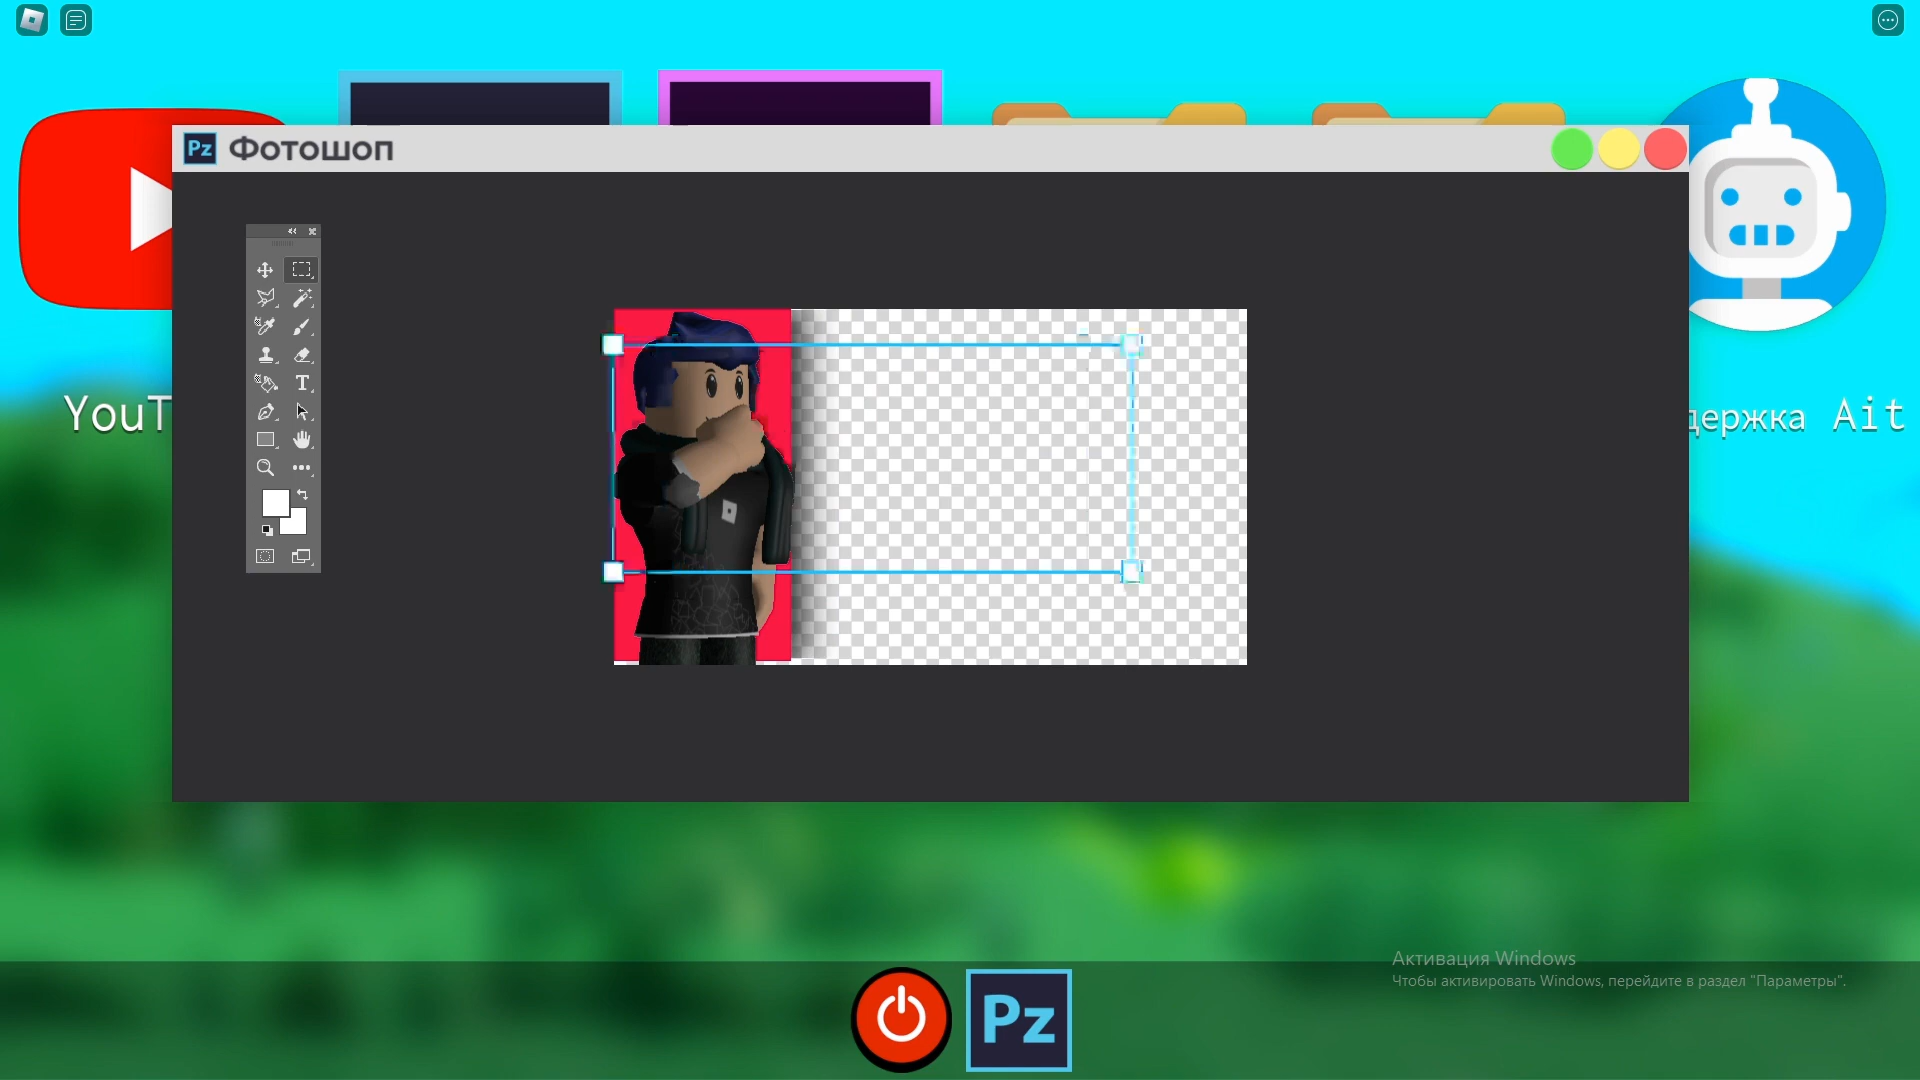 Pz Фотошоп
T
YouT
держка Ait
Активация Windows
Чтобы активировать Windows, перейдите в раздел "Параметры".
Pz